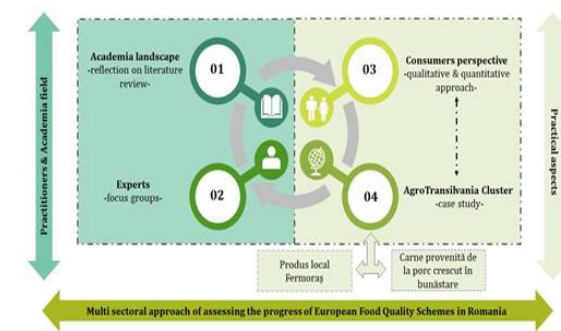 Practitioners & Academia field
Academia landscape
-reflection on literature
review-
01
03
Consumers perspective
-qualitative & quantitative
approach-
Experts
-focus groups-
02
04
AgroTransilvania Cluster
-case study-
Practical aspects
Produs local
Fermoraș
Carne provenită de
la porc crescut în
bunăstare
Multi sectoral approach of assessing the progress of European Food Quality Schemes in Romania